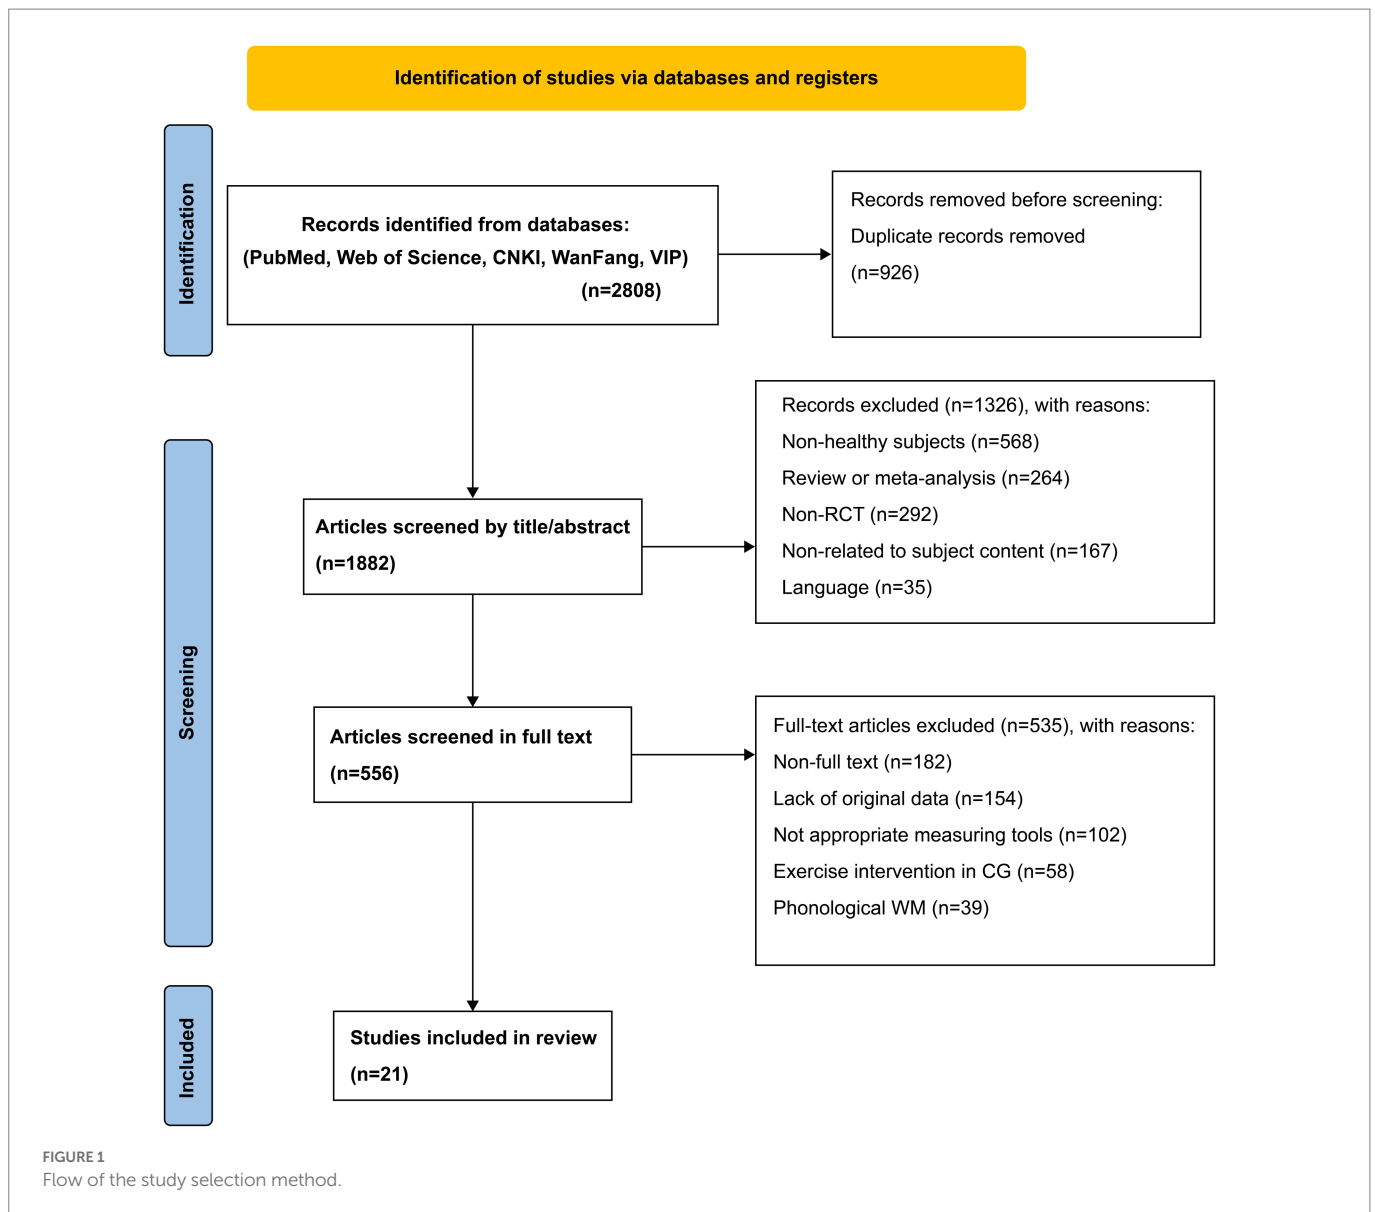 Identification of studies via databases and registers
Identification
Records identified from databases:
(PubMed, Web of Science, CNKI, WanFang, VIP)
(n=2808)
Records removed before screening:
Duplicate records removed
(n=926)
Screening
Articles screened by title/abstract
(n=1882)
Records excluded (n=1326), with reasons:
Non-healthy subjects (n=568)
Review or meta-analysis (n=264)
Non-RCT (n=292)
Non-related to subject content (n=167)
Language (n=35)
Articles screened in full text
(n=556)
Full-text articles excluded (n=535), with reasons:
Non-full text (n=182)
Lack of original data (n=154)
Not appropriate measuring tools (n=102)
Exercise intervention in CG (n=58)
Phonological WM (n=39)
Included
Studies included in review
(n=21)
FIGURE 1
Flow of the study selection method.